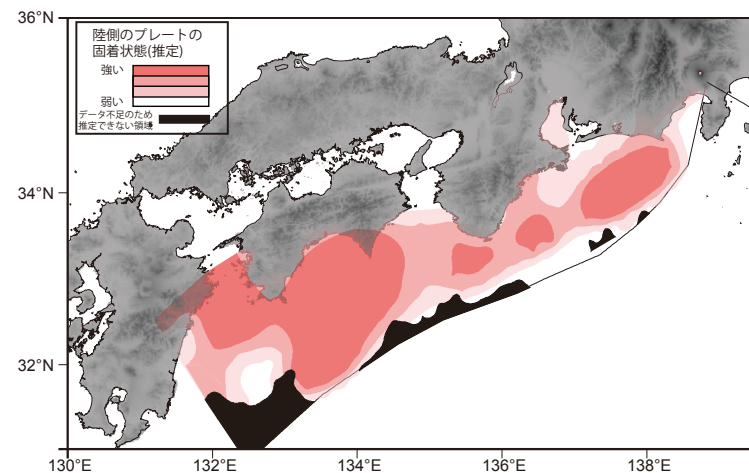 36°N
陸側のプレートの
固着状態(推定)
強い
弱い
データ不足のため
推定できない領域
34°N
32°N
130°E
132°E
134°E
136°E
138°E